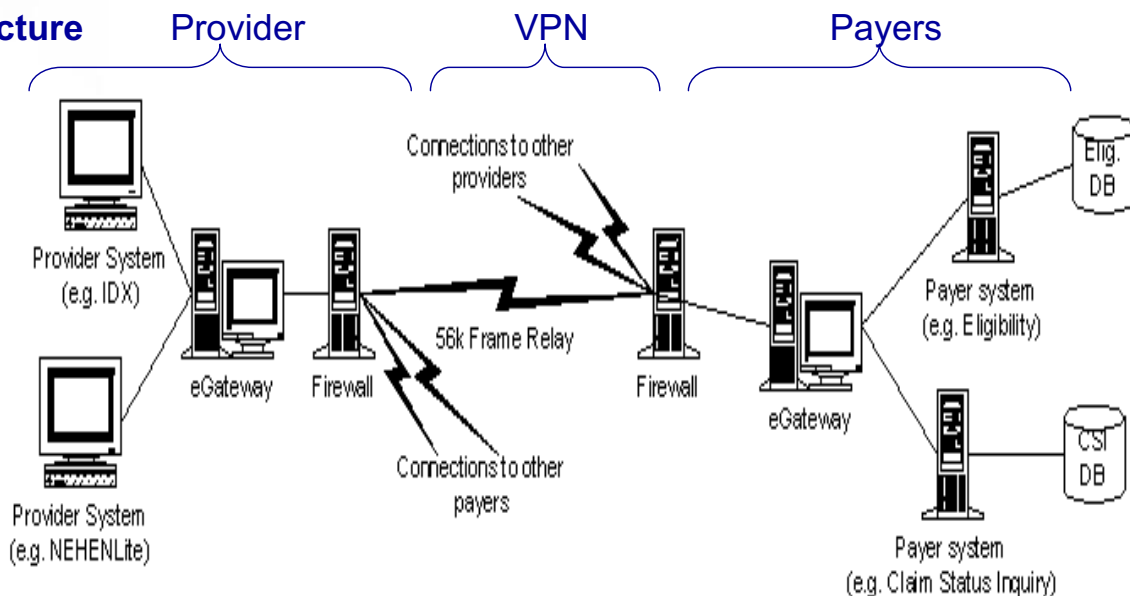 cture
Provider
VPN
Payers
Connections to other
providers
Elig.
DB
Provider System
(e.g. IDX)
Payer system
(e.g. Eligibility)
56k Frame Relay
eGateway
Firewall
Firewall
eGateway
CSI
DB
Connections to other
payers
Provider System
(e.g. NEHENLite)
Payer system
(e.g. Claim Status Inquiry)